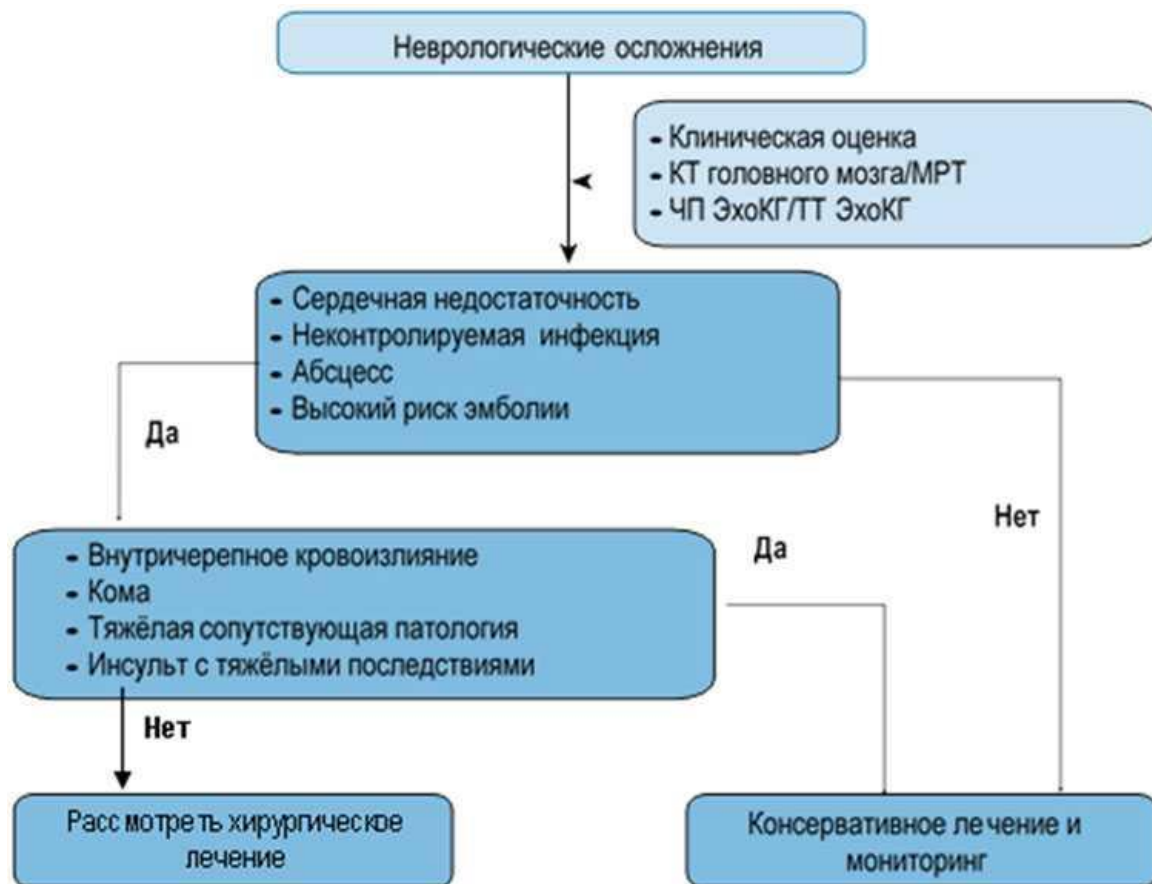 Неврологические осложнения
- Клиническая оценка
- КТ головного мозга/МРТ
- ЧП ЭхоКГ/ТТ ЭхоКГ
- Сердечная недостаточность
- Неконтролируемая инфекция
- Абсцесс
- Высокий риск эмболии
Да
Нет
- Внутричерепное кровоизлияние
- Кома
- Тяжёлая сопутствующая патология
- Инсульт с тяжёлыми последствиями
Да
Нет
Рассмотреть хирургическое
лечение
Консервативное лечение и
мониторинг